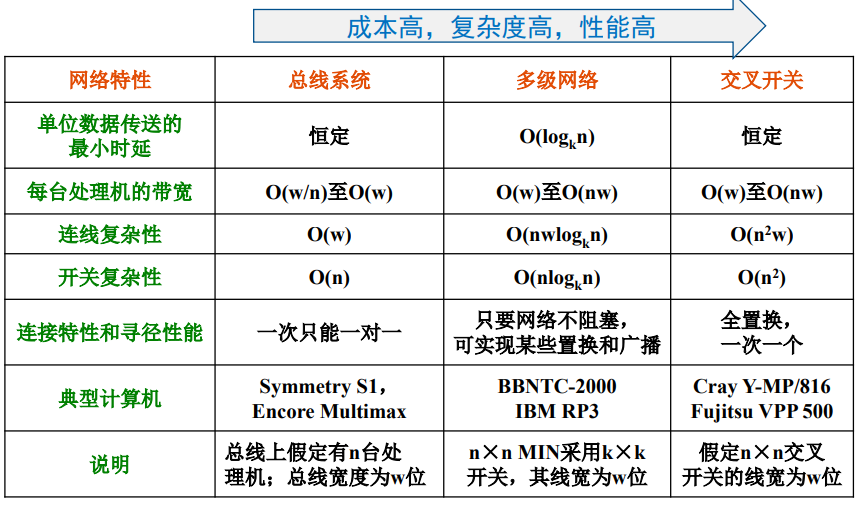 成本高，复杂度高，性能高
网络特性 总线系统 多级网络 交叉开关
单位数据传送的
最小时延 恒定 O(logkn) 恒定
每台处理机的带宽 O(w/n)至O(w) O(w)至O(nw) O(w)至O(nw)
连线复杂性 O(w) O(nwlogkn) O(n²w)
开关复杂性 O(n) O(nlogkn) O(n²)
连接特性和寻径性能 一次只能一对一 只要网络不阻塞，
可实现某些置换和广播 全置换，
一次一个
典型计算机 Symmetry S1，
Encore Multimax BBNTC-2000
IBM RP3 Cray Y-MP/816
Fujitsu VPP 500
说明 总线上假定有n台处
理机；总线宽度为w位 n×n MIN采用k×k
开关，其线宽为w位 假定n×n交叉
开关的线宽为w位